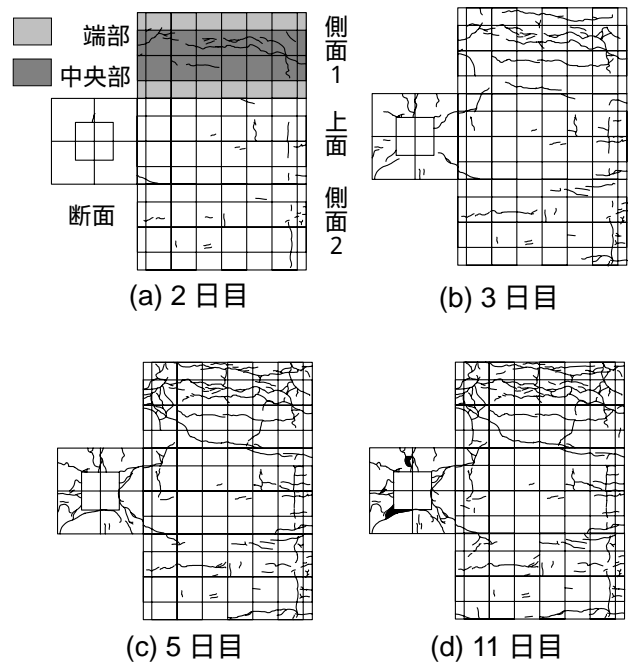 端部
中央部
側面1
上面
側面2
断面
(a) 2 日目
(b) 3 日目
(c) 5 日目
(d) 11 日目